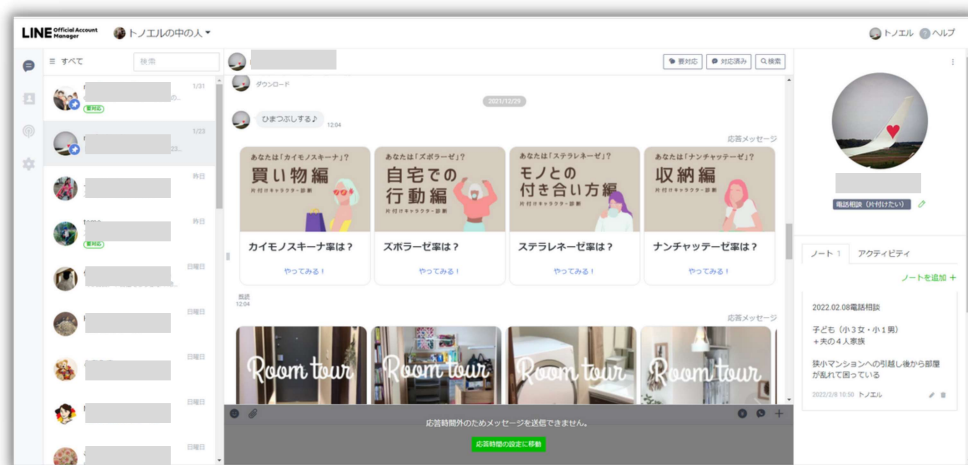 LINE Official Account Manager
トノエルの中の人
トノエル
ヘルプ
すべて
検索
要対応
対応済み
検索
1/31
の..
要対応
1/23
23..
昨日
昨日
要対応
日曜日
日曜日
日曜日
日曜日
日曜日
ダウンロード
2021/12/29
ひまつぶしする♪
12:04
応答メッセージ
あなたは「カイモノスキーナ」!?
買い物編
片付けキャラクター診断
カイモノスキーナ率は?
やってみる!
あなたは「ズボラーゼ」!?
自宅での
行動編
片付けキャラクター診断
ズボラーゼ率は?
やってみる!
あなたは「ステラレネーゼ」!?
モノとの
付き合い方編
片付けキャラクター診断
ステラレネーゼ率は?
やってみる!
あなたは「ナンチャッテーゼ」!?
収納編
片付けキャラクター診断
ナンチャッテーゼ率は?
やってみる!
既読
12:04
応答メッセージ
Room tour
Room tour
Room tour
Room tour
応答時間外のためメッセージを送信できません。
応答時間の設定に移動
電話相談(片付けたい)
ノート 1
アクティビティ
ノートを追加 +
2022.02.08電話相談
子ども(小3女・小1男)
+夫の4人家族
狭小マンションへの引越し後から部屋
が乱れて困っている
2022/2/8 10:30 トノエル